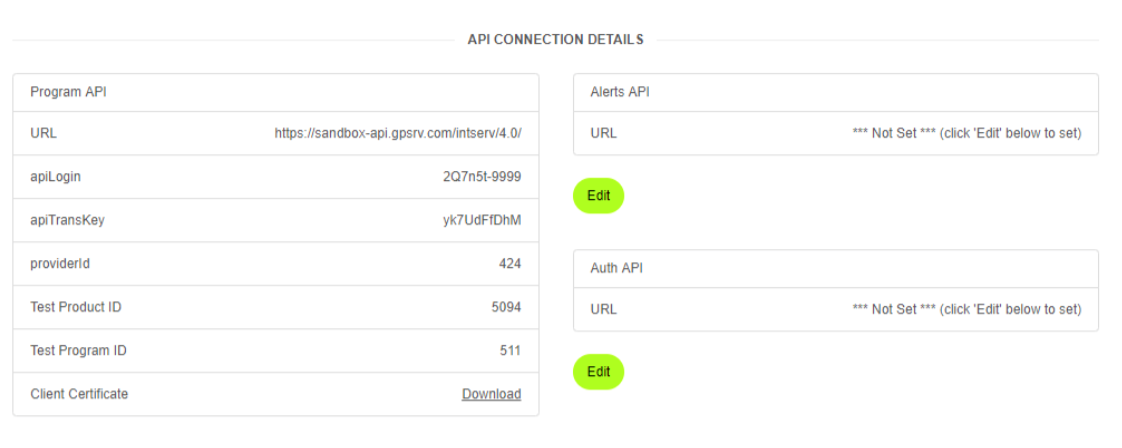 API CONNECTION DETAILS
Program API
URL https://sandbox-api.gpsrv.com/intserv/4.0/
apiLogin 2Q7n5t-9999
apiTransKey yk7UdFfDhM
providerId 424
Test Product ID 5094
Test Program ID 511
Client Certificate Download
Alerts API
URL *** Not Set *** (click 'Edit' below to set)
Edit
Auth API
URL *** Not Set *** (click 'Edit' below to set)
Edit